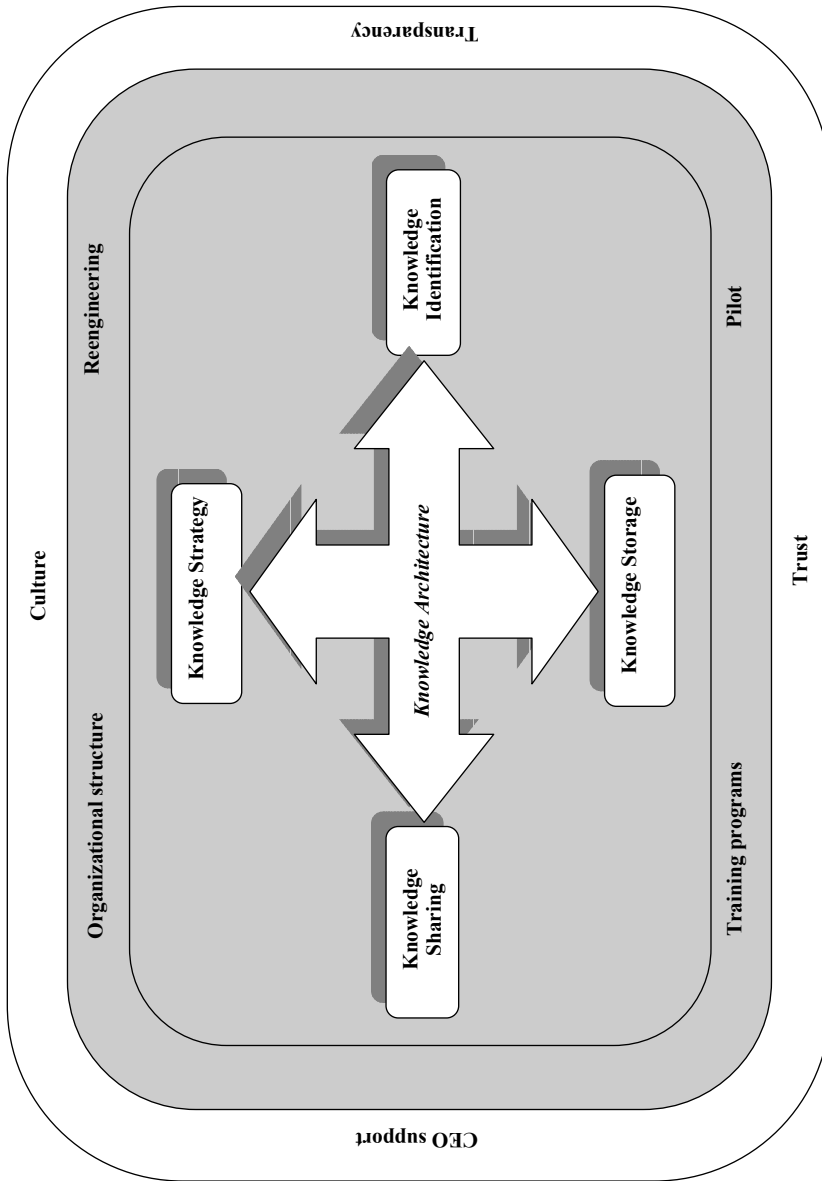 Culture
Organizational structure
Reengineering
Knowledge Strategy
CEO support
Knowledge
Sharing
Knowledge Architecture
Knowledge
Identification
Transparency
Knowledge Storage
Training programs
Pilot
Trust